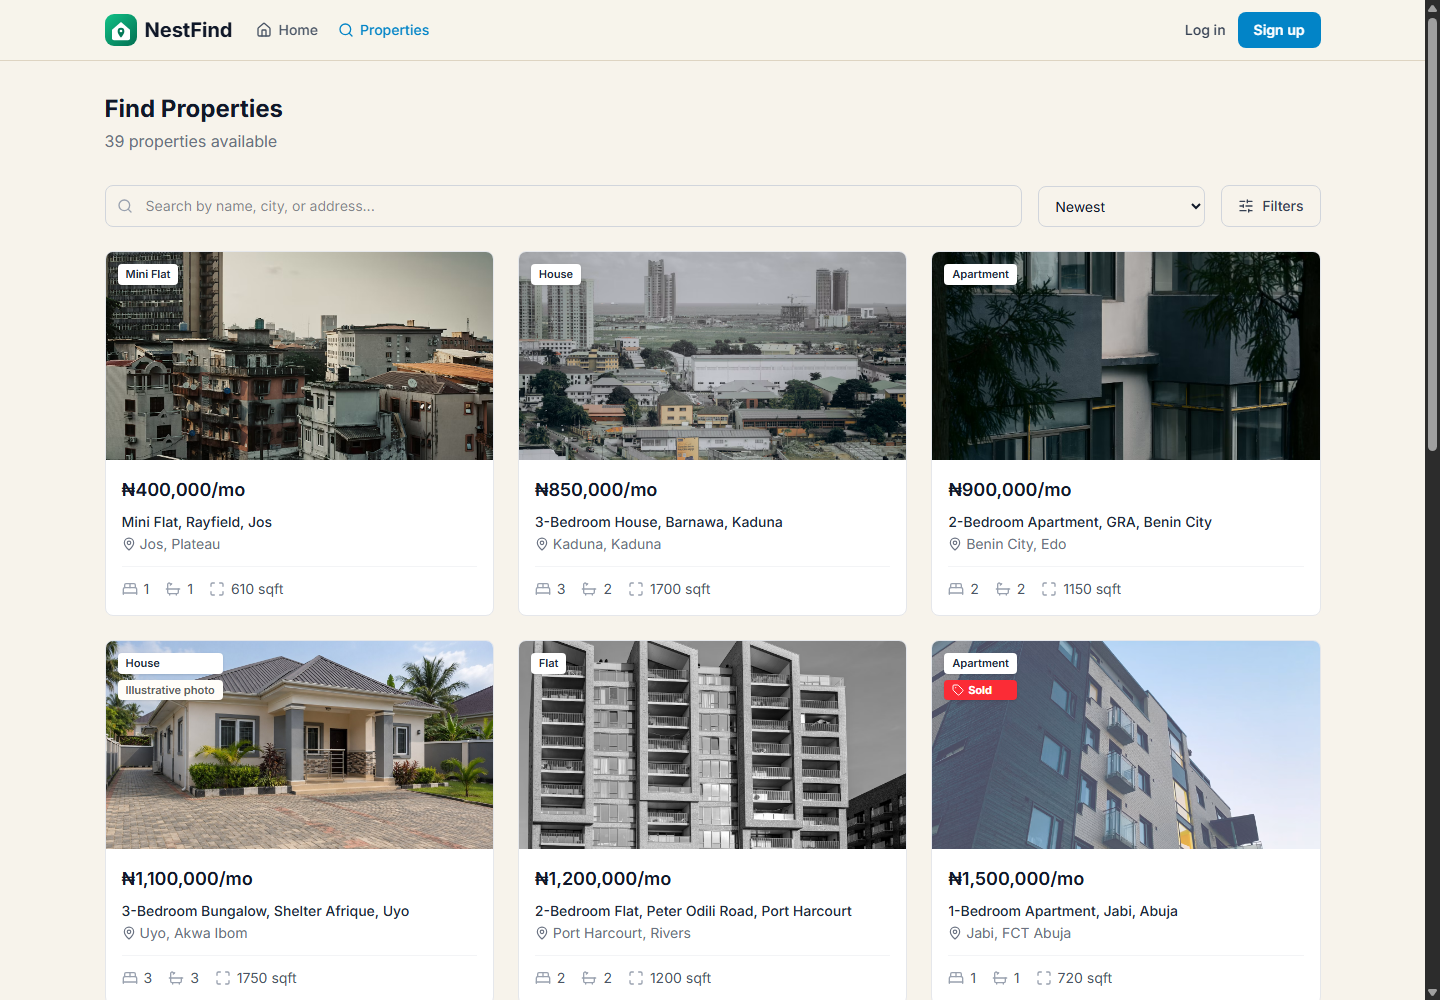 NestFind
Home
Properties
Log in
Sign up
Find Properties
39 properties available
Search by name, city, or address...
Newest
Filters
Mini Flat
₦400,000/mo
Mini Flat, Rayfield, Jos
Jos, Plateau
1 1 610 sqft
House
₦850,000/mo
3-Bedroom House, Barnawa, Kaduna
Kaduna, Kaduna
3 2 1700 sqft
Apartment
₦900,000/mo
2-Bedroom Apartment, GRA, Benin City
Benin City, Edo
2 2 1150 sqft
House
Illustrative photo
₦1,100,000/mo
3-Bedroom Bungalow, Shelter Afrique, Uyo
Uyo, Akwa Ibom
3 3 1750 sqft
Flat
₦1,200,000/mo
2-Bedroom Flat, Peter Odili Road, Port Harcourt
Port Harcourt, Rivers
2 2 1200 sqft
Apartment
Sold
₦1,500,000/mo
1-Bedroom Apartment, Jabi, Abuja
Jabi, FCT Abuja
1 1 720 sqft